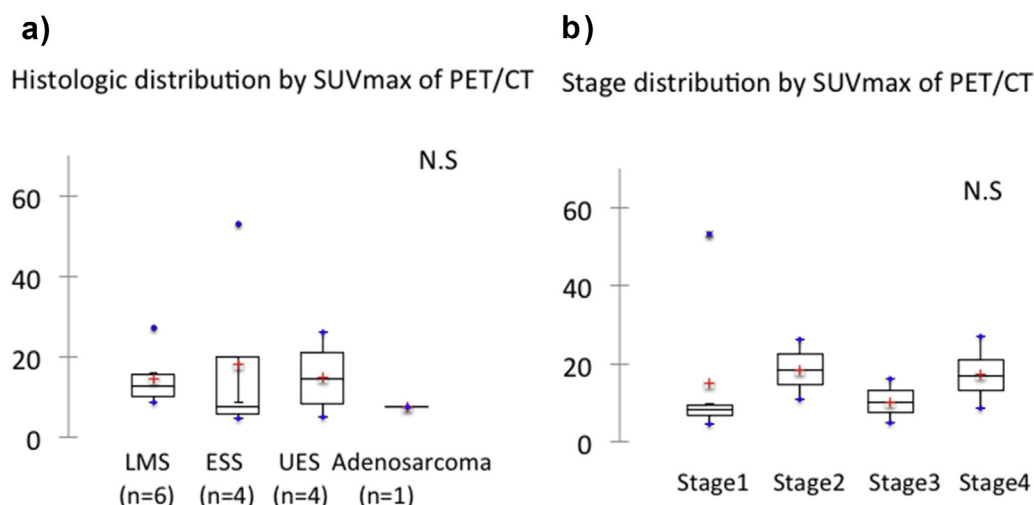 a)
Histologic distribution by SUVmax of PET/CT
N.S
60
40
20
0
LMS ESS UES Adenosarcoma
(n=6) (n=4) (n=4) (n=1)
b)
Stage distribution by SUVmax of PET/CT
N.S
60
40
20
0
Stage1 Stage2 Stage3 Stage4